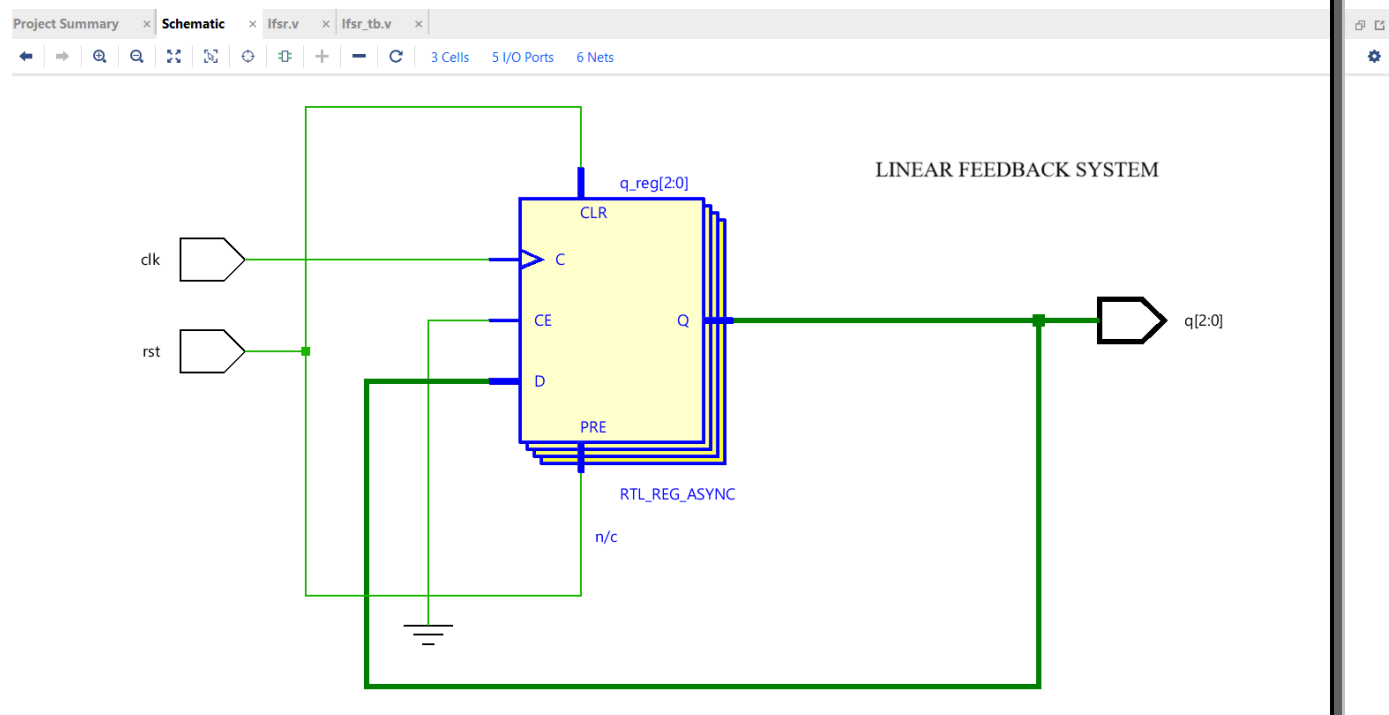 Project Summary × Schematic × lfsr.v × lfsr_tb.v ×
3 Cells 5 I/O Ports 6 Nets
LINEAR FEEDBACK SYSTEM
q_reg[2:0]
CLR
clk
C
CE
Q
q[2:0]
rst
D
PRE
RTL_REG_ASYNC
n/c